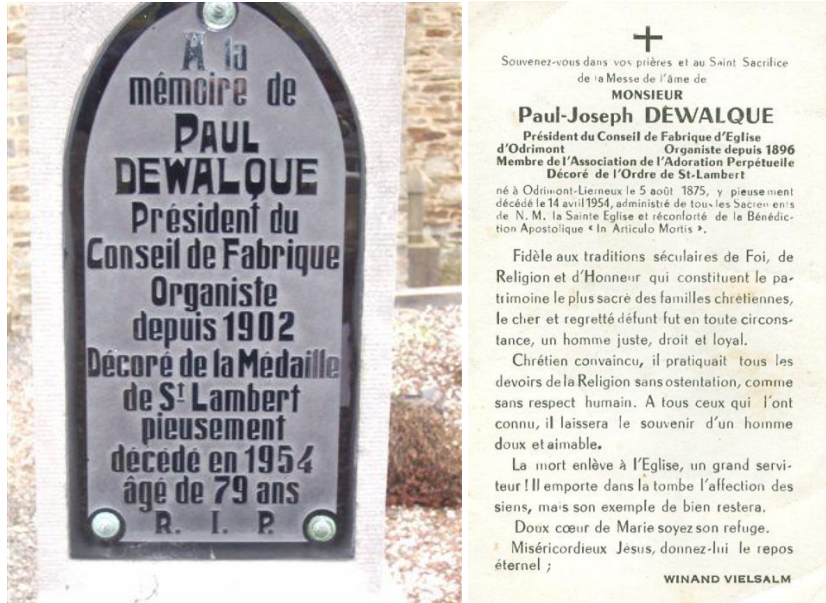 A la
mémoire de
PAUL
DEWALQUE
Président du
Conseil de Fabrique
Organiste
depuis 1902
Décoré de la Médaille
de St Lambert
pieusement
décédé en 1954
âgé de 79 ans
R. I. P.
Souvenez-vous dans vos prières et au Saint Sacrifice
de la Messe de l'âme de
MONSIEUR
Paul-Joseph DEWALQUE
Président du Conseil de Fabrique d'Eglise
d'Odrimont Organiste depuis 1896
Membre de l'Association de l'Adoration Perpétuelle
Décoré de l'Ordre de St-Lambert
né à Odrimont-Lierneux le 5 août 1875, y pieusement
décédé le 14 avril 1954, administré de tous les Sacrements
de N. M. la Sainte Eglise et réconforté de la Bénédic-
tion Apostolique « In Articulo Mortis ».
Fidèle aux traditions séculaires de Foi, de
Religion et d'Honneur qui constituent le pa-
trimoine le plus sacré des familles chrétiennes,
le cher et regretté défunt fut en toute circons-
tance, un homme juste, droit et loyal.
Chrétien convaincu, il pratiquait tous les
devoirs de la Religion sans ostentation, comme
sans respect humain. A tous ceux qui l'ont
connu, il laissera le souvenir d'un homme
doux et aimable.
La mort enlève à l'Eglise, un grand servi-
teur ! Il emporte dans la tombe l'affection des
siens, mais son exemple de bien restera.
Doux cœur de Marie soyez son refuge.
Miséricordieux Jésus, donnez-lui le repos
éternel ;
WINAND VIELSALM